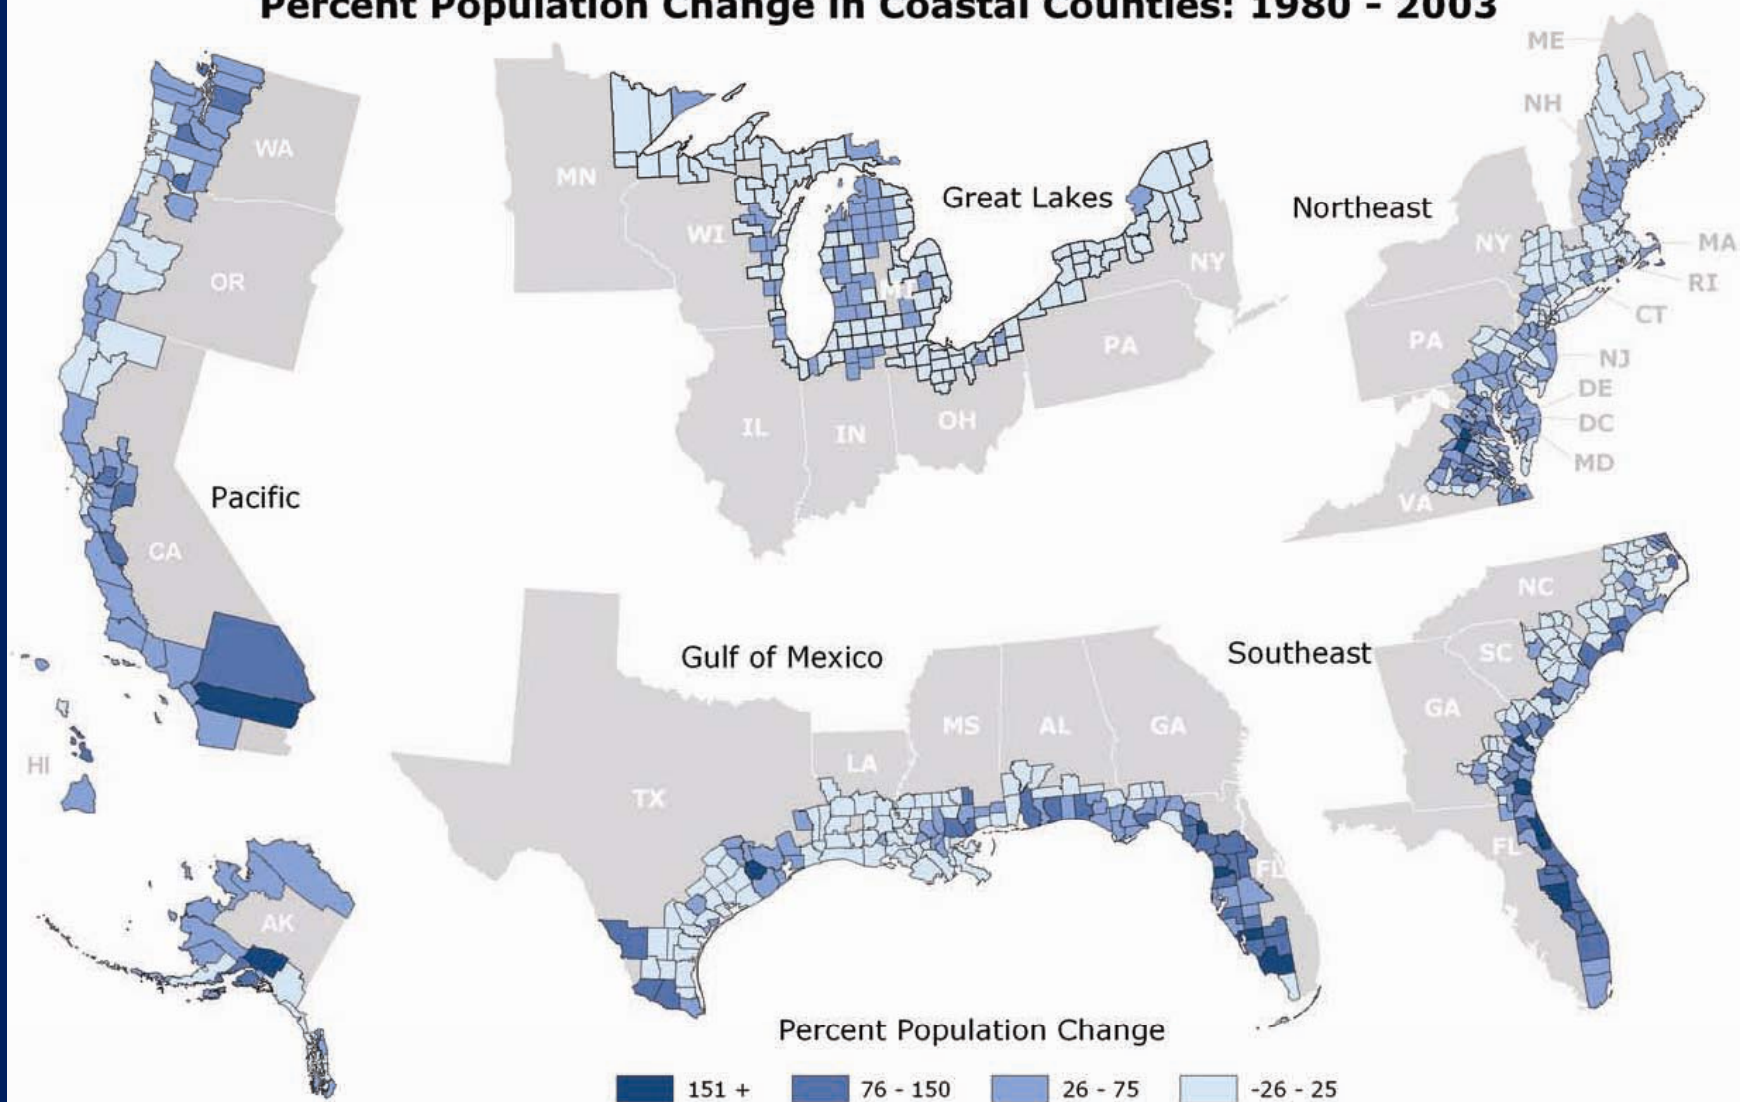 Percent Population Change in Coastal Counties: 1980 - 2003
ME
NH
WA
MN
Great Lakes
Northeast
WI
NY
NY
MA
OR
MI
RI
CT
PA
PA
NJ
DE
IL
IN
OH
DC
MD
Pacific
VA
CA
NC
Gulf of Mexico
Southeast
SC
GA
MS
AL
GA
HI
LA
TX
FL
FL
AK
Percent Population Change
151 +
76 - 150
26 - 75
-26 - 25